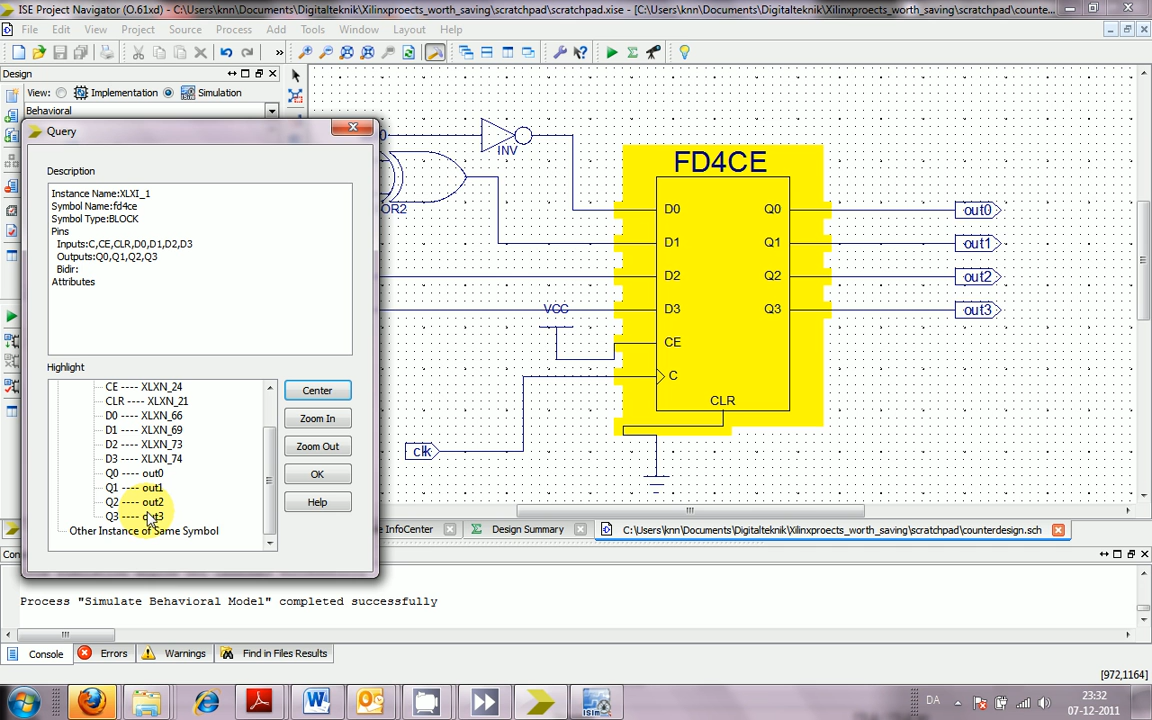 ISE Project Navigator (O.61xd) - C:\Users\knn\Documents\Digitalteknik\Xilinxproects_worth_saving\scratchpad\scratchpad.xise - [C:\Users\knn\Documents\Digitalteknik\Xilinxproects_worth_saving\scratchpad\counte...
File Edit View Project Source Process Add Tools Window Layout Help
»
Design
View: Implementation Simulation
Behavioral
Query
Description
Instance Name:XLXI_1
Symbol Name:fd4ce
Symbol Type:BLOCK
Pins
Inputs:C,CE,CLR,D0,D1,D2,D3
Outputs:Q0,Q1,Q2,Q3
Bidir:
Attributes
Highlight
CE ---- XLXN_24
CLR ---- XLXN_21
D0 ---- XLXN_66
D1 ---- XLXN_69
D2 ---- XLXN_73
D3 ---- XLXN_74
Q0 ---- out0
Q1 ---- out1
Q2 ---- out2
Q3 ---- out3
Other Instance of Same Symbol
Center
Zoom In
Zoom Out
OK
Help
INV
OR2
FD4CE
D0 Q0 out0
D1 Q1 out1
D2 Q2 out2
D3 Q3 out3
VCC
CE
C
CLR
clk
e InfoCenter Design Summary C:\Users\knn\Documents\Digitalteknik\Xilinxproects_worth_saving\scratchpad\counterdesign.sch
Con
Process "Simulate Behavioral Model" completed successfully
Console Errors Warnings Find in Files Results
[972,1164]
DA
23:32
07-12-2011